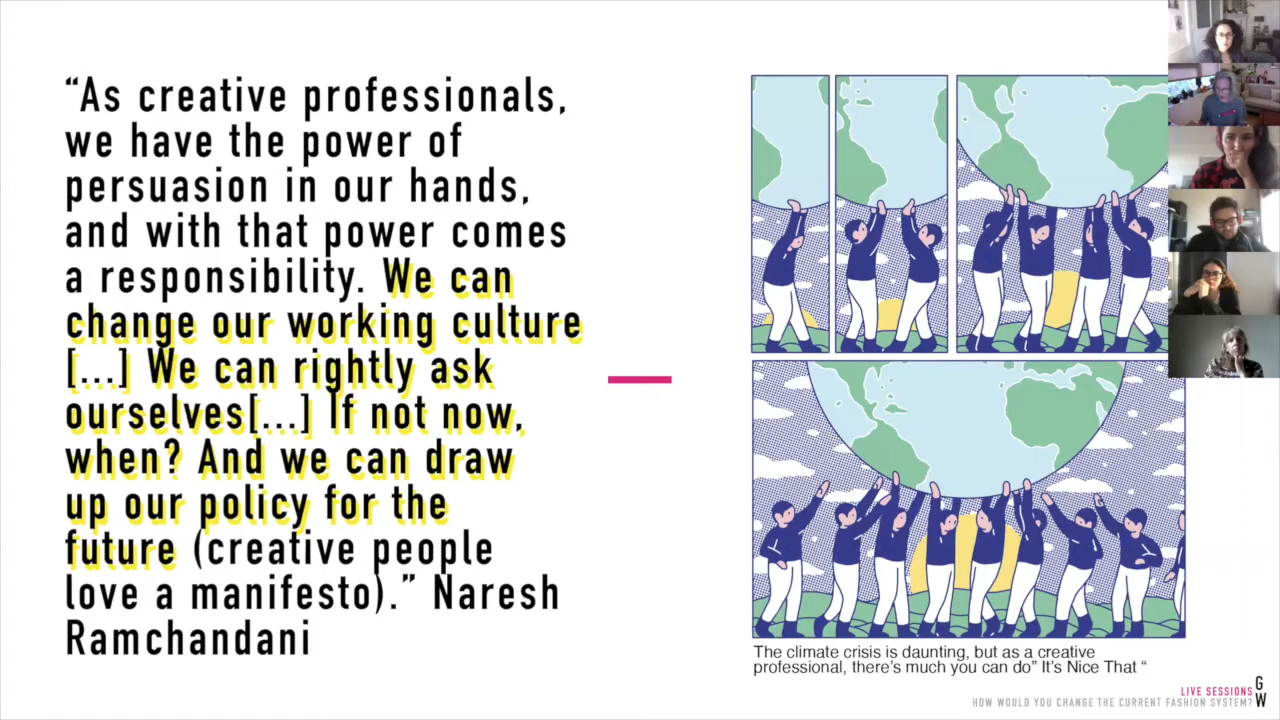 “As creative professionals,
we have the power of
persuasion in our hands,
and with that power comes
a responsibility. We can
change our working culture
[...] We can rightly ask
ourselves[...] If not now,
when? And we can draw
up our policy for the
future (creative people
love a manifesto).” Naresh
Ramchandani
The climate crisis is daunting, but as a creative
professional, there's much you can do” It's Nice That “
LIVE SESSIONS
HOW WOULD YOU CHANGE THE CURRENT FASHION SYSTEM?
G
W